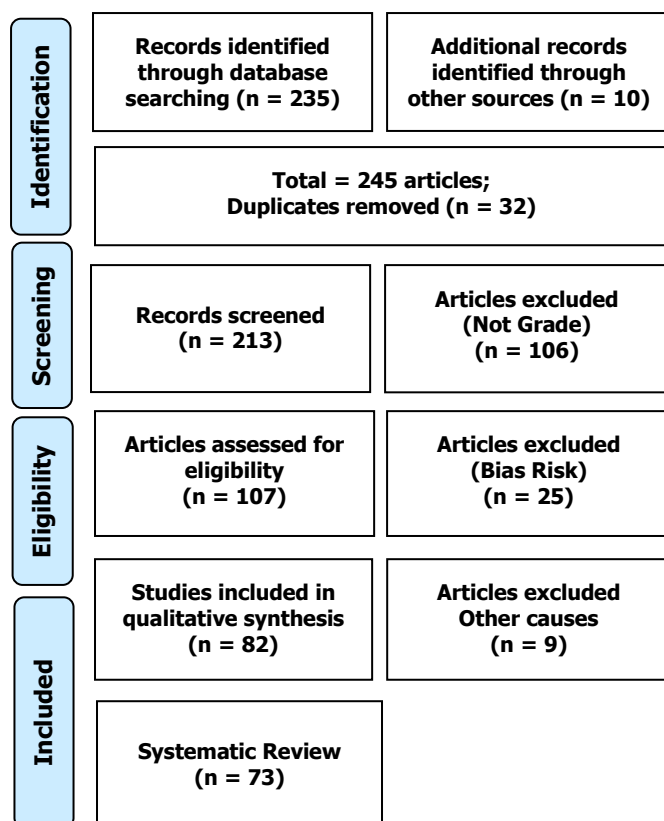 Identification
Records identified
through database
searching (n = 235)
Additional records
identified through
other sources (n = 10)
Total = 245 articles;
Duplicates removed (n = 32)
Screening
Records screened
(n = 213)
Articles excluded
(Not Grade)
(n = 106)
Eligibility
Articles assessed for
eligibility
(n = 107)
Articles excluded
(Bias Risk)
(n = 25)
Included
Studies included in
qualitative synthesis
(n = 82)
Articles excluded
Other causes
(n = 9)
Systematic Review
(n = 73)